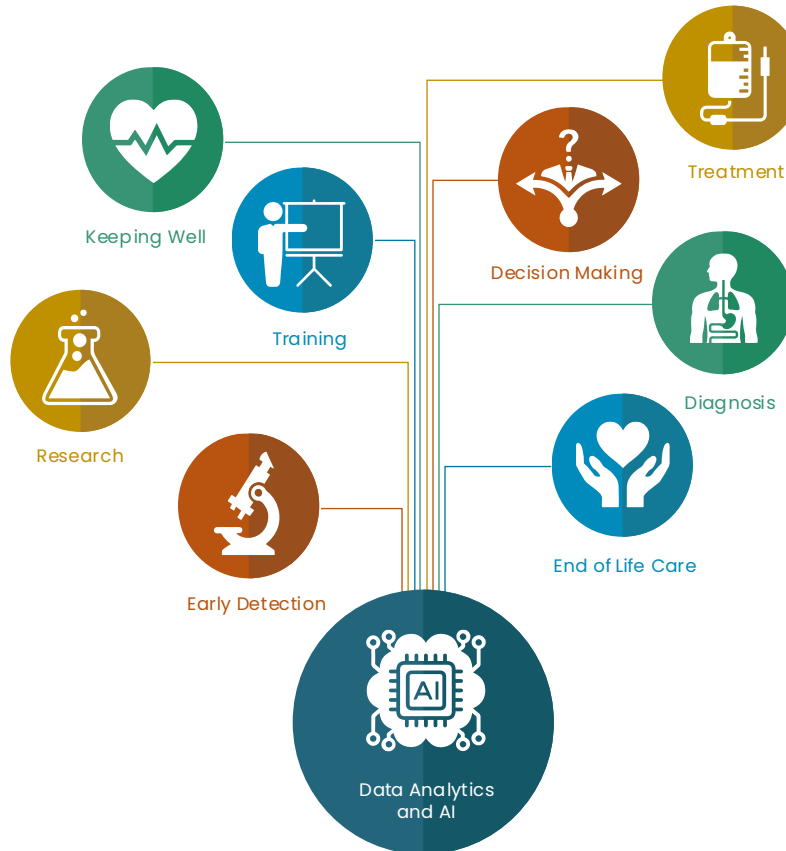 Treatment
Keeping Well
Decision Making
?
Training
Diagnosis
Research
End of Life Care
Early Detection
AI
Data Analytics
and AI